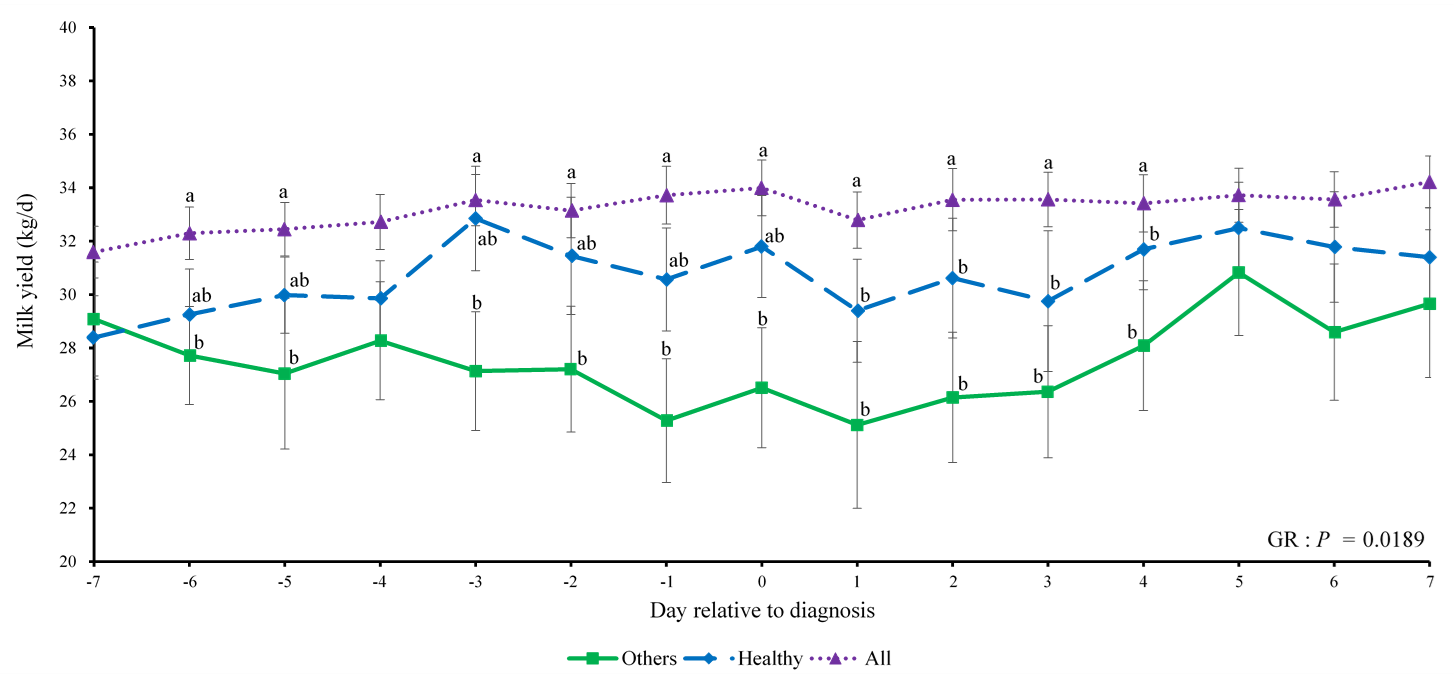 40
38
36
34
32
30
28
26
24
22
20
Milk yield (kg/d)
a
a
a
a
a
a
a
a
a
a
ab
ab
ab
ab
ab
ab
b
b
b
b
b
b
b
b
b
b
b
b
b
b
GR : P = 0.0189
-7 -6 -5 -4 -3 -2 -1 0 1 2 3 4 5 6 7
Day relative to diagnosis
Others Healthy All